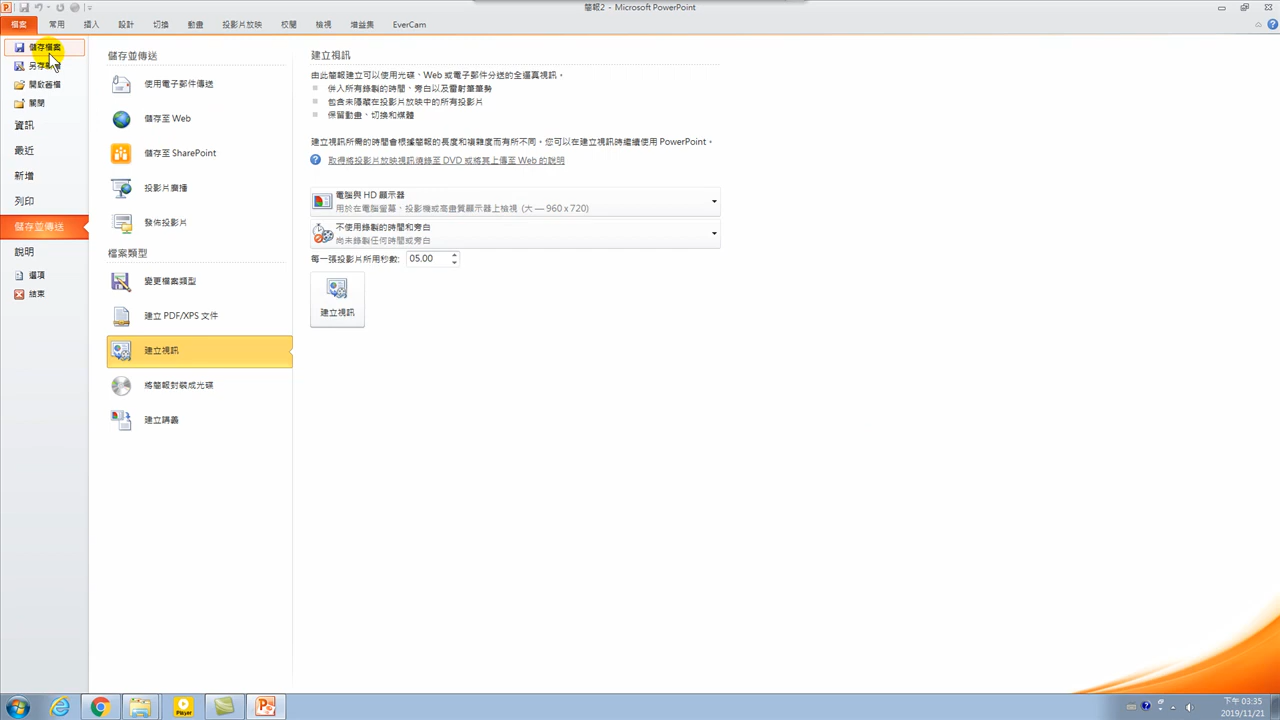 簡報2 - Microsoft PowerPoint
檔案 常用 插入 設計 切換 動畫 投影片放映 校閱 檢視 增益集 EverCam
儲存檔案
另存新檔
開啟舊檔
關閉
資訊
最近
新增
列印
儲存並傳送
說明
選項
結束
儲存並傳送
使用電子郵件傳送
儲存至 Web
儲存至 SharePoint
投影片廣播
發佈投影片
檔案類型
變更檔案類型
建立 PDF/XPS 文件
建立視訊
將簡報封裝成光碟
建立講義
建立視訊
由此簡報建立可以使用光碟、Web 或電子郵件分送的全逼真視訊。
併入所有錄製的時間、旁白以及雷射筆筆勢
包含未隱藏在投影片放映中的所有投影片
保留動畫、切換和媒體
建立視訊所需的時間會根據簡報的長度和複雜度而有所不同。您可以在建立視訊時繼續使用 PowerPoint。
取得將投影片放映視訊燒錄至 DVD 或將其上傳至 Web 的說明
電腦與 HD 顯示器
用於在電腦螢幕、投影機或高畫質顯示器上檢視 (大 — 960 x 720)
不使用錄製的時間和旁白
尚未錄製任何時間或旁白
每一張投影片所用秒數: 05.00
建立視訊
Player
下午 03:35
2019/11/21